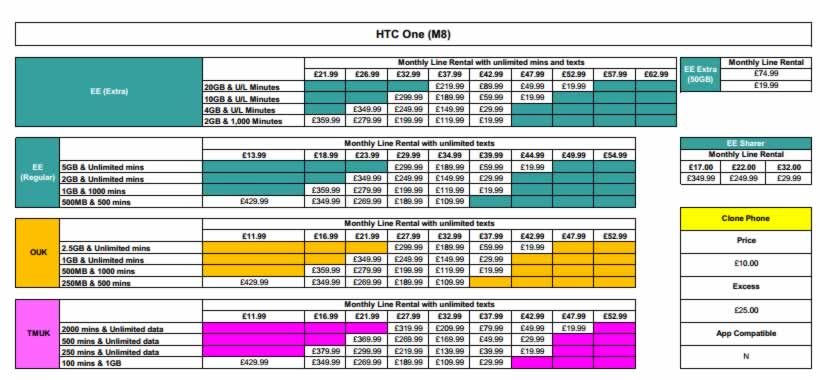 HTC One (M8)
EE (Extra)
Monthly Line Rental with unlimited mins and texts
£21.99 £26.99 £32.99 £37.99 £42.99 £47.99 £52.99 £57.99 £62.99
20GB & U/L Minutes £219.99 £89.99 £49.99 £19.99
10GB & U/L Minutes £299.99 £189.99 £59.99 £19.99
4GB & U/L Minutes £349.99 £249.99 £149.99 £29.99
2GB & 1,000 Minutes £359.99 £279.99 £199.99 £119.99 £19.99
EE Extra (50GB)
Monthly Line Rental
£74.99
£19.99
EE (Regular)
Monthly Line Rental with unlimited texts
£13.99 £18.99 £23.99 £29.99 £34.99 £39.99 £44.99 £49.99 £54.99
5GB & Unlimited mins £299.99 £189.99 £59.99 £19.99
2GB & Unlimited mins £349.99 £249.99 £149.99 £29.99
1GB & 1000 mins £359.99 £279.99 £199.99 £119.99 £19.99
500MB & 500 mins £429.99 £349.99 £269.99 £189.99 £109.99
EE Sharer
Monthly Line Rental
£17.00 £22.00 £32.00
£349.99 £249.99 £29.99
OUK
Monthly Line Rental with unlimited texts
£11.99 £16.99 £21.99 £27.99 £32.99 £37.99 £42.99 £47.99 £52.99
2.5GB & Unlimited mins £299.99 £189.99 £59.99 £19.99
1GB & Unlimited mins £349.99 £249.99 £149.99 £29.99
500MB & 1000 mins £359.99 £279.99 £199.99 £119.99 £19.99
250MB & 500 mins £429.99 £349.99 £269.99 £189.99 £109.99
Clone Phone
Price
£10.00
Excess
£25.00
App Compatible
N
TMUK
Monthly Line Rental with unlimited texts
£11.99 £16.99 £21.99 £27.99 £32.99 £37.99 £42.99 £47.99 £52.99
2000 mins & Unlimited data £319.99 £209.99 £79.99 £49.99 £19.99
500 mins & Unlimited data £369.99 £269.99 £169.99 £49.99 £29.99
250 mins & Unlimited data £379.99 £299.99 £219.99 £139.99 £39.99 £19.99
100 mins & 1GB £429.99 £349.99 £269.99 £189.99 £109.99 £29.99